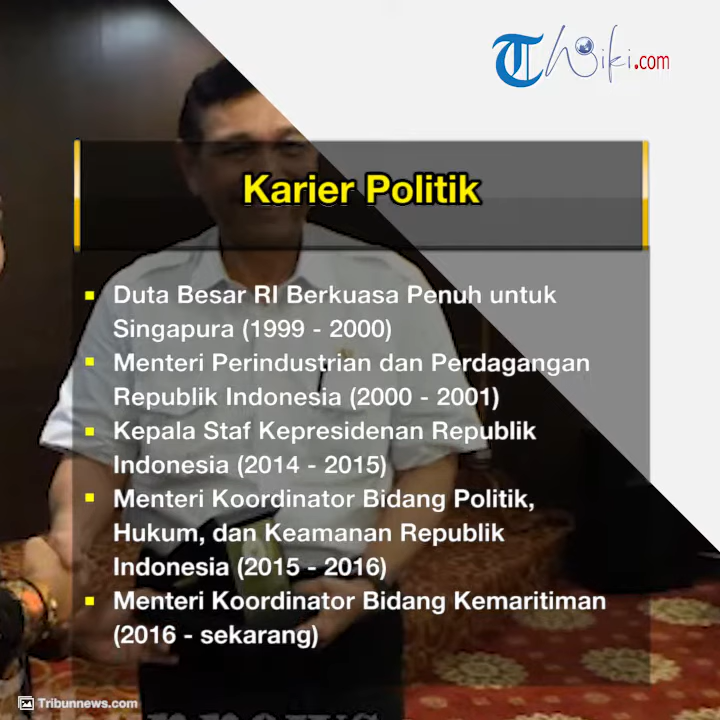 TWiki.com
Karier Politik
Duta Besar RI Berkuasa Penuh untuk
Singapura (1999 - 2000)
Menteri Perindustrian dan Perdagangan
Republik Indonesia (2000 - 2001)
Kepala Staf Kepresidenan Republik
Indonesia (2014 - 2015)
Menteri Koordinator Bidang Politik,
Hukum, dan Keamanan Republik
Indonesia (2015 - 2016)
Menteri Koordinator Bidang Kemaritiman
(2016 - sekarang)
Tribunnews.com